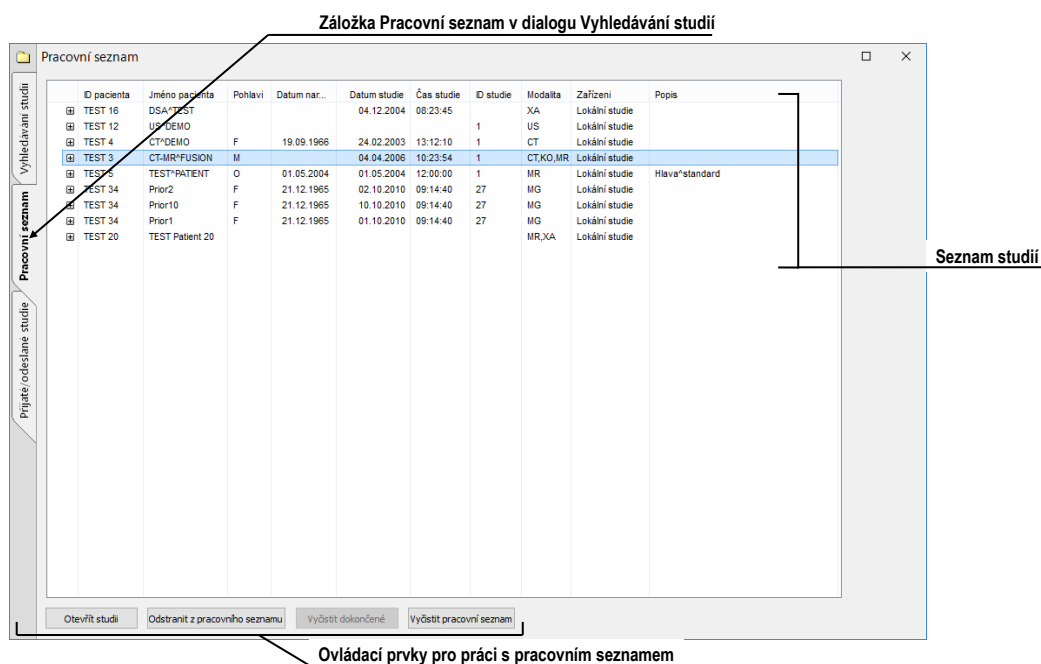 Záložka Pracovní seznam v dialogu Vyhledávání studií
Pracovní seznam
Vyhledávaní studií
Pracovní seznam
Přijaté/odeslané studie
ID pacienta Jméno pacienta Pohlavi Datum nar... Datum studie Čas studie ID studie Modalita Zařízení Popis
TEST 16 DSA^TEST 04.12.2004 08:23:45 XA Lokální studie
TEST 12 US^DEMO 1 US Lokální studie
TEST 4 CT^DEMO F 19.09.1966 24.02.2003 13:12:10 1 CT Lokální studie
TEST 3 CT-MR^FUSION M 04.04.2006 10:23:54 1 CT,KO,MR Lokální studie
TEST 5 TEST^PATIENT O 01.05.2004 01.05.2004 12:00:00 1 MR Lokální studie Hlava^standard
TEST 34 Prior2 F 21.12.1965 02.10.2010 09:14:40 27 MG Lokální studie
TEST 34 Prior10 F 21.12.1965 10.10.2010 09:14:40 27 MG Lokální studie
TEST 34 Prior1 F 21.12.1965 01.10.2010 09:14:40 27 MG Lokální studie
TEST 20 TEST Patient 20 MR,XA Lokální studie
Seznam studií
Otevřít studii Odstranit z pracovního seznamu Vyčistit dokončené Vyčistit pracovní seznam
Ovládací prvky pro práci s pracovním seznamem